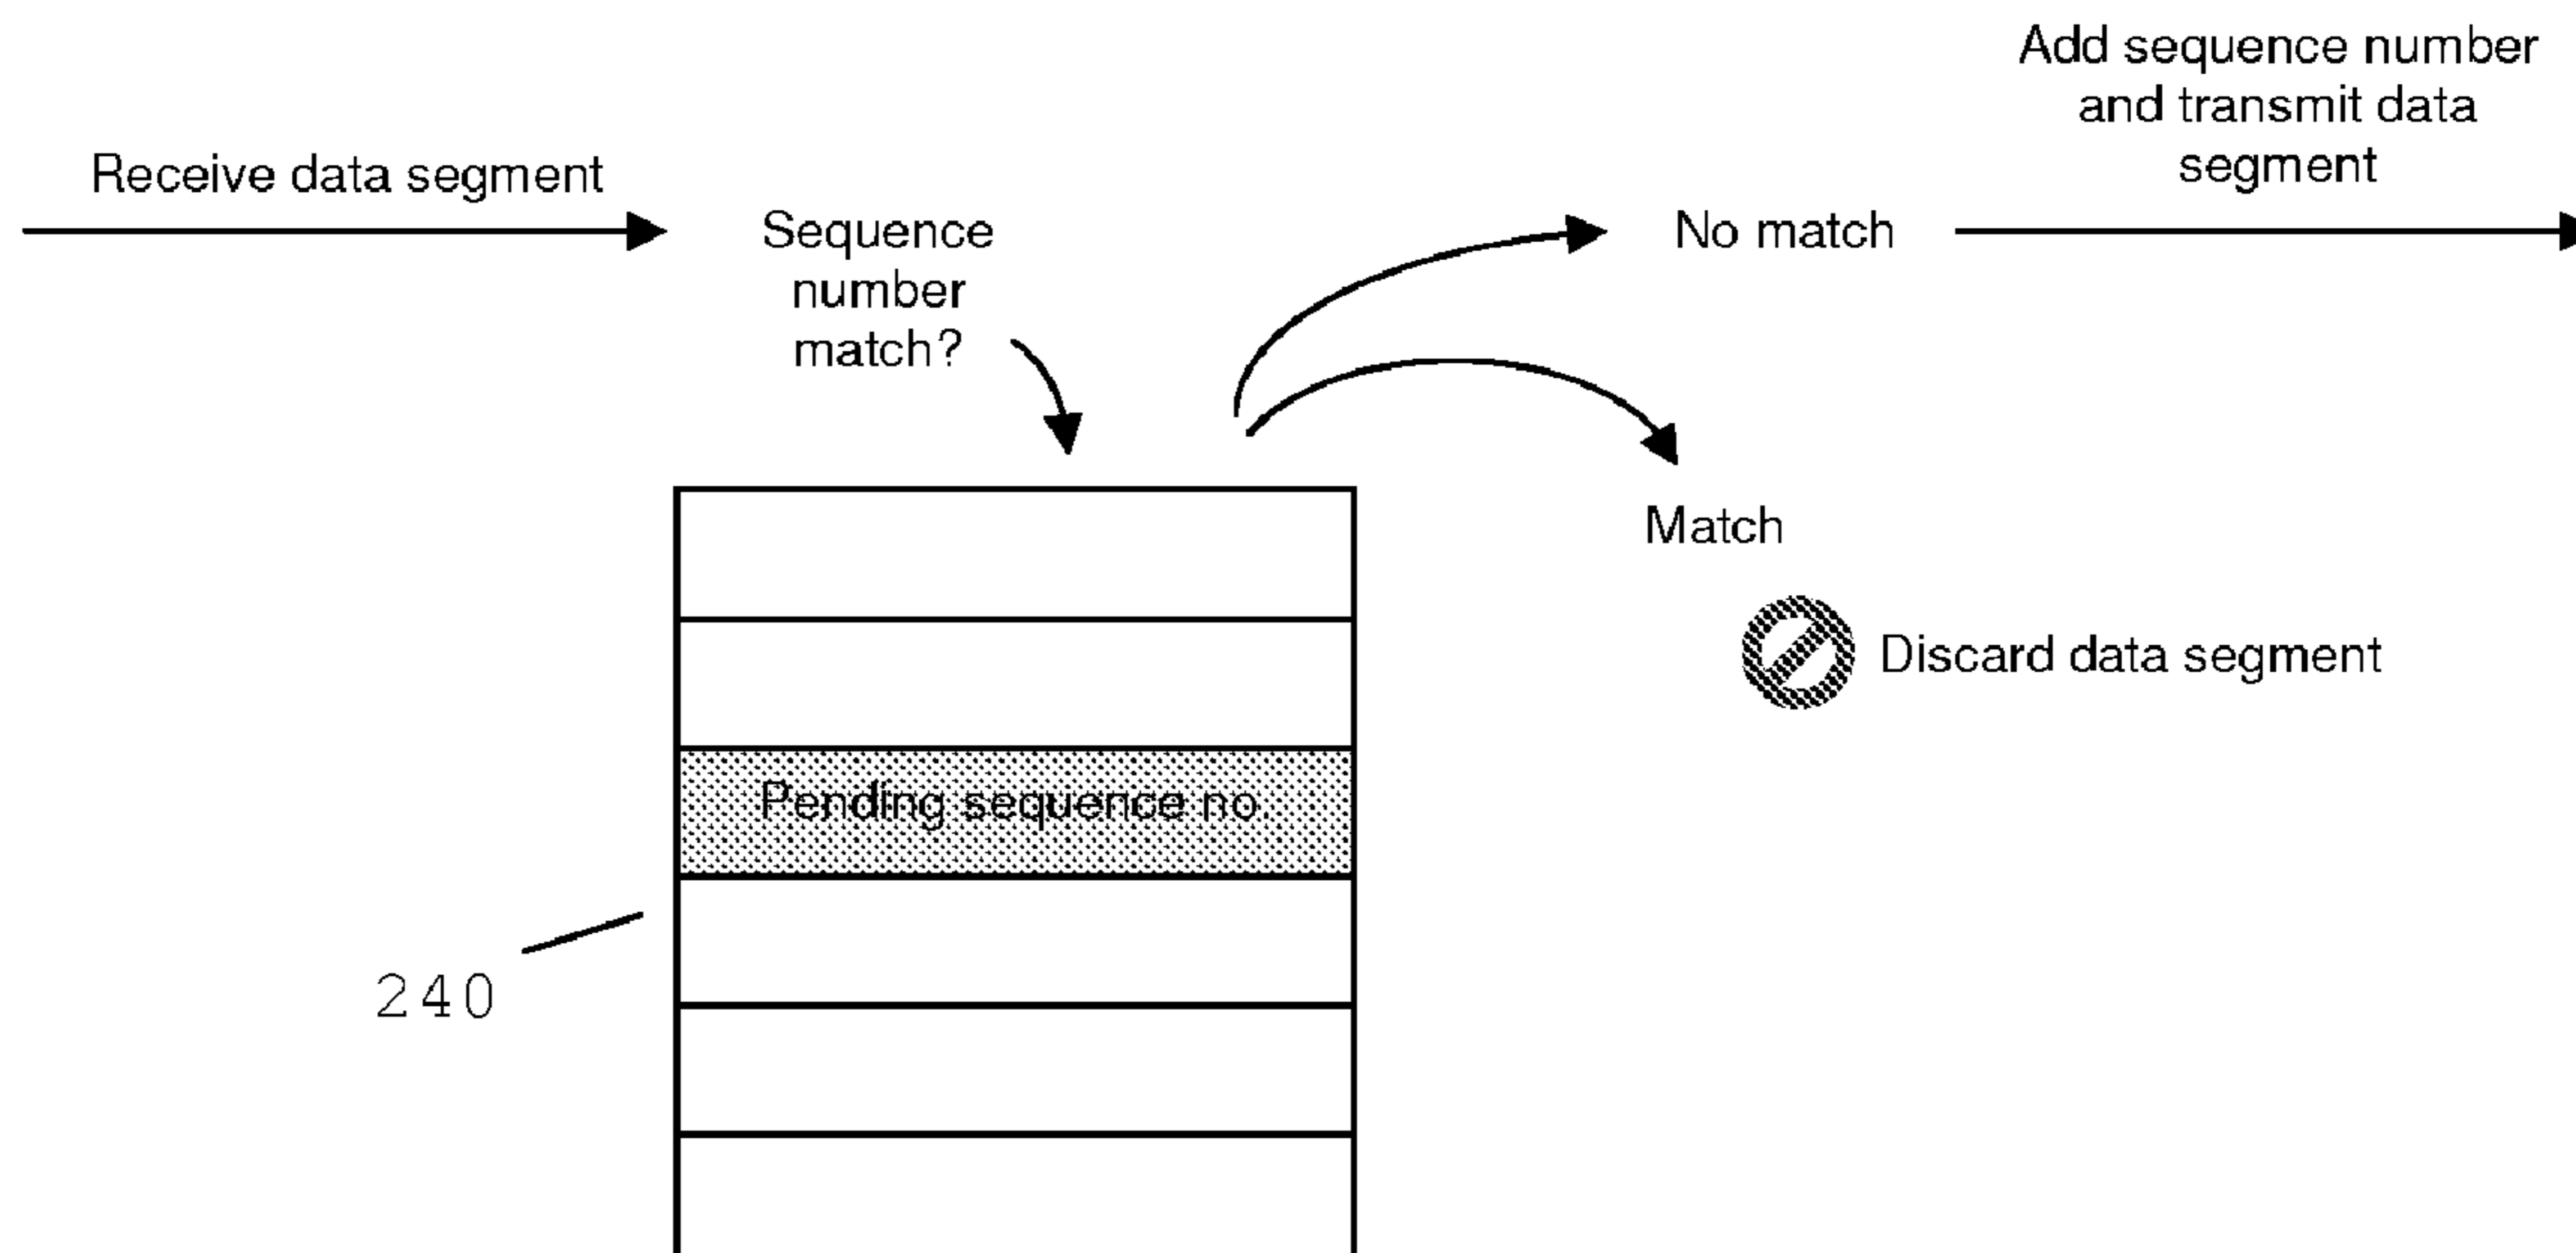 Add sequence number
and transmit data
segment
Receive data segment
Sequence
number
match?
No match
Match
Discard data segment
Pending sequence no.
240